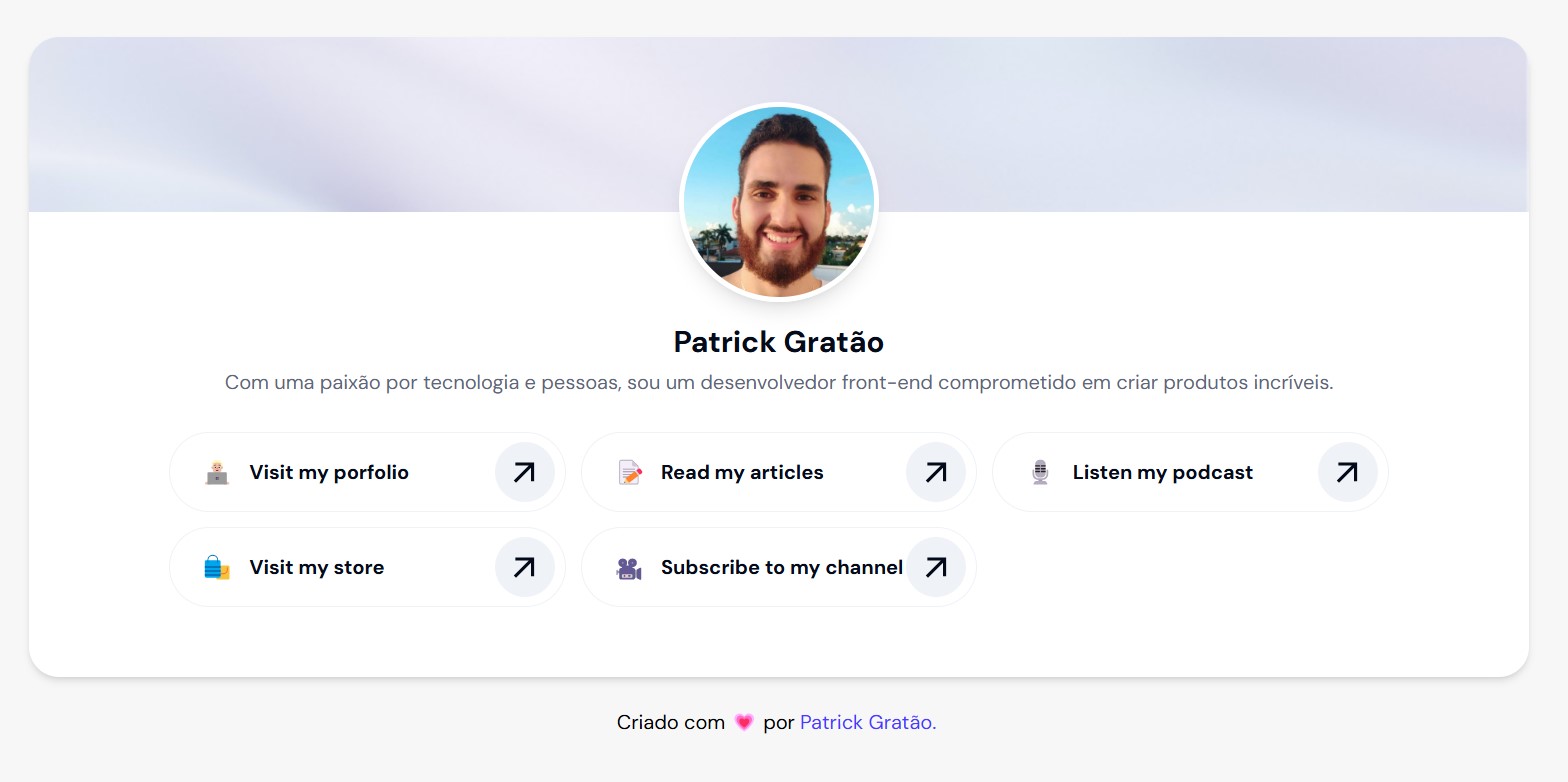 Patrick Gratão
Com uma paixão por tecnologia e pessoas, sou um desenvolvedor front-end comprometido em criar produtos incríveis.
Visit my porfolio
Read my articles
Listen my podcast
Visit my store
Subscribe to my channel
Criado com 💗 por Patrick Gratão.